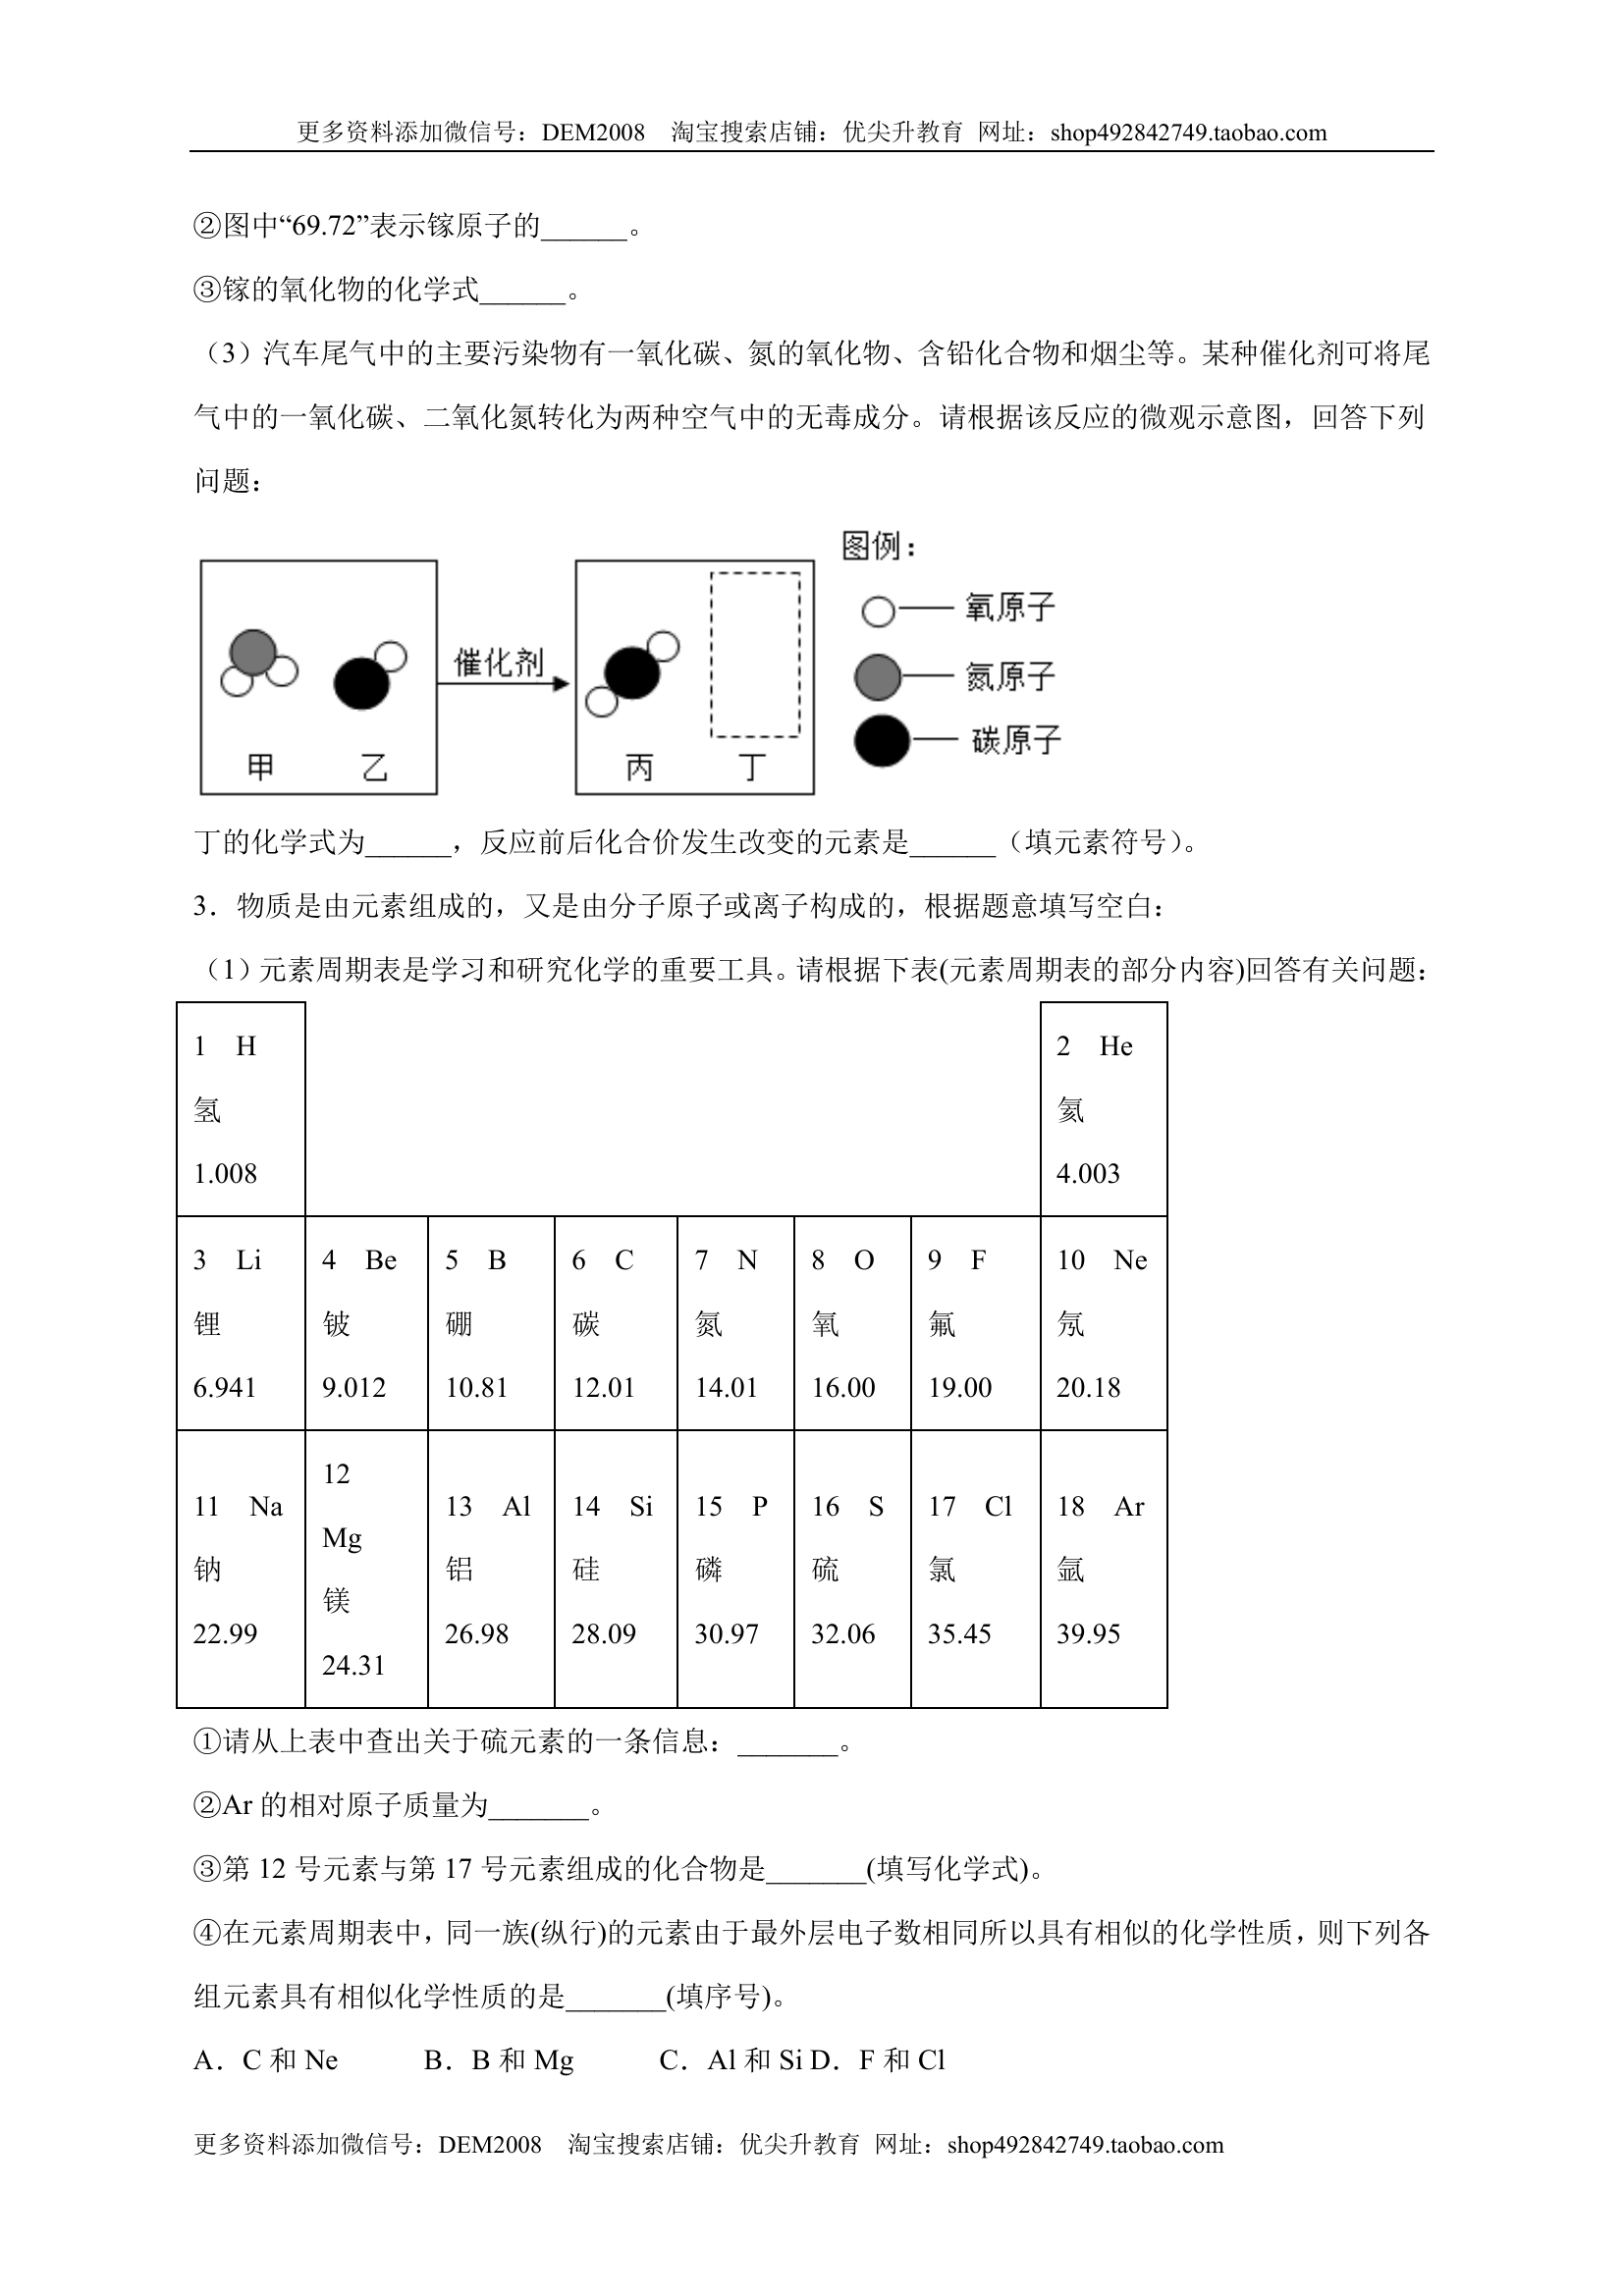 更多资料添加微信号：DEM2008    淘宝搜索店铺：优尖升教育  网址：shop492842749.taobao.com
②图中“69.72”表示镓原子的______。
③镓的氧化物的化学式______。
（3）汽车尾气中的主要污染物有一氧化碳、氮的氧化物、含铅化合物和烟尘等。某种催化剂可将尾
气中的一氧化碳、二氧化氮转化为两种空气中的无毒成分。请根据该反应的微观示意图，回答下列
问题：
图例：
氧原子
催化剂
氮原子
碳原子
甲 乙 丙 丁
丁的化学式为______，反应前后化合价发生改变的元素是______（填元素符号）。
3．物质是由元素组成的，又是由分子原子或离子构成的，根据题意填写空白：
（1）元素周期表是学习和研究化学的重要工具。请根据下表(元素周期表的部分内容)回答有关问题：
1 H
氢
1.008
2 He
氦
4.003
3 Li
锂
6.941
4 Be
铍
9.012
5 B
硼
10.81
6 C
碳
12.01
7 N
氮
14.01
8 O
氧
16.00
9 F
氟
19.00
10 Ne
氖
20.18
11 Na
钠
22.99
12
Mg
镁
24.31
13 Al
铝
26.98
14 Si
硅
28.09
15 P
磷
30.97
16 S
硫
32.06
17 Cl
氯
35.45
18 Ar
氩
39.95
①请从上表中查出关于硫元素的一条信息：_______。
②Ar 的相对原子质量为_______。
③第 12 号元素与第 17 号元素组成的化合物是_______(填写化学式)。
④在元素周期表中，同一族(纵行)的元素由于最外层电子数相同所以具有相似的化学性质，则下列各
组元素具有相似化学性质的是_______(填序号)。
A．C 和 Ne B．B 和 Mg C．Al 和 Si D．F 和 Cl
更多资料添加微信号：DEM2008    淘宝搜索店铺：优尖升教育  网址：shop492842749.taobao.com